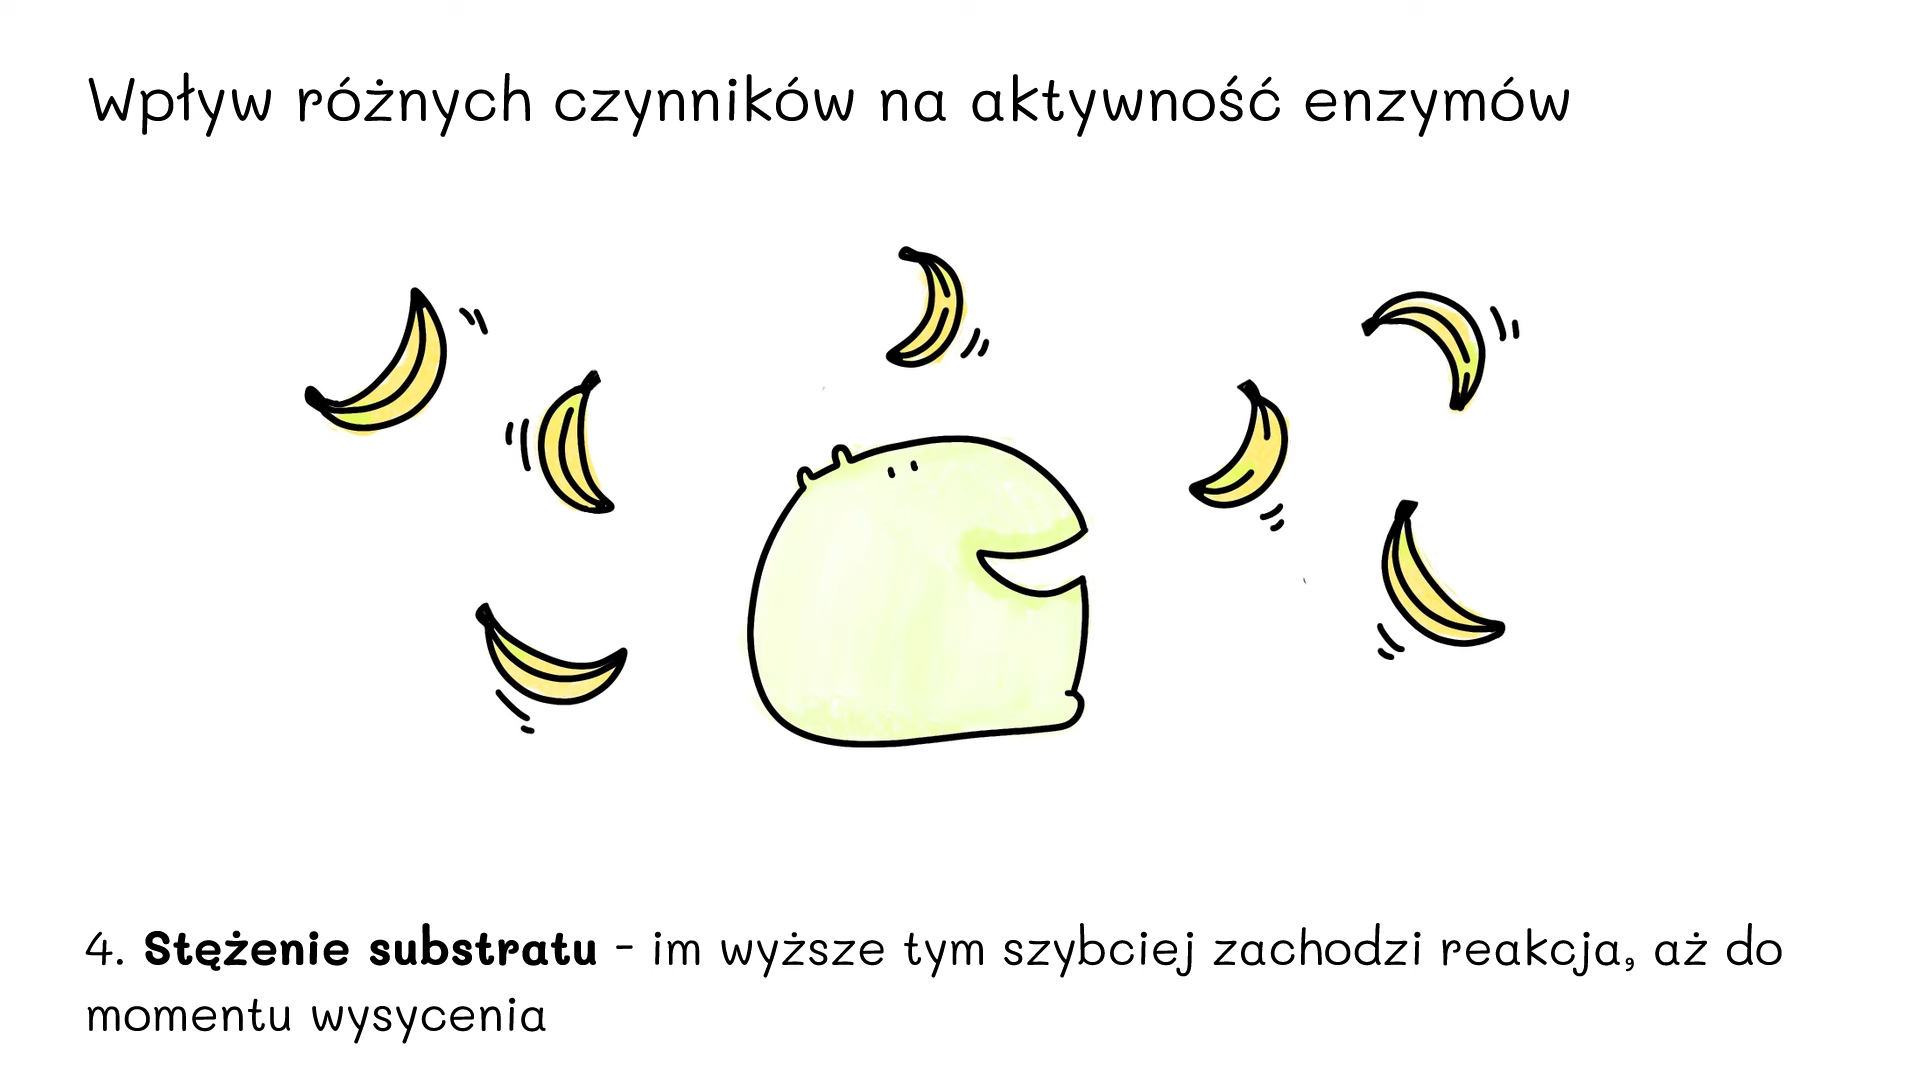 Wpływ różnych czynników na aktywność enzymów
4. Stężenie substratu - im wyższe tym szybciej zachodzi reakcja, aż do
momentu wysycenia